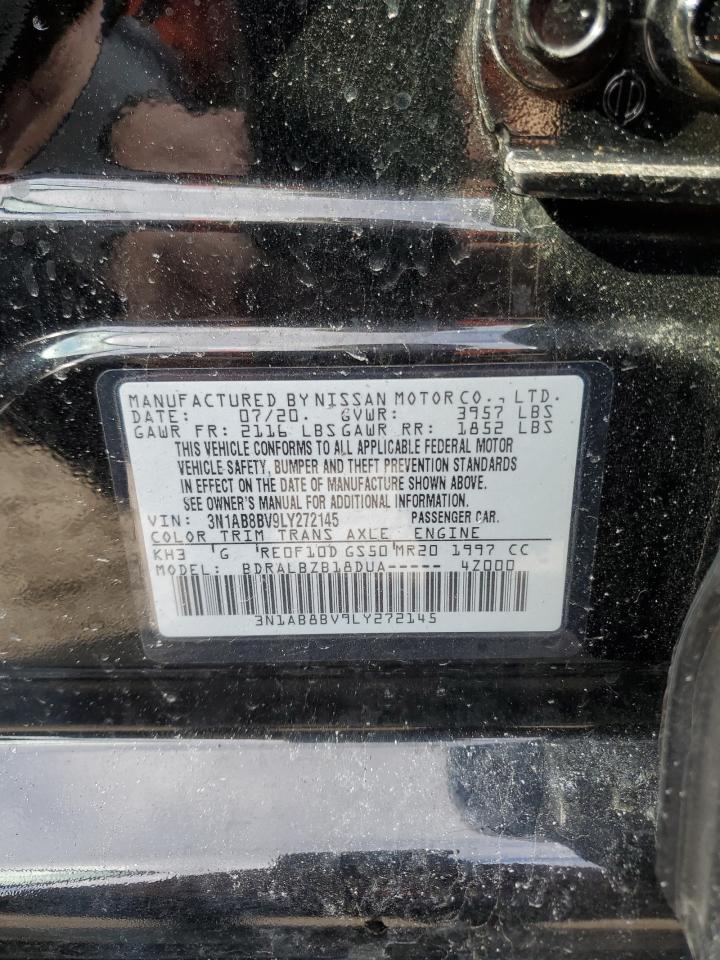 MANUFACTURED BY NISSAN MOTOR CO., LTD.
DATE: 07/20. GVWR: 3957 LBS
GAWR FR: 2116 LBS GAWR RR: 1852 LBS
THIS VEHICLE CONFORMS TO ALL APPLICABLE FEDERAL MOTOR
VEHICLE SAFETY, BUMPER AND THEFT PREVENTION STANDARDS
IN EFFECT ON THE DATE OF MANUFACTURE SHOWN ABOVE.
SEE OWNER'S MANUAL FOR ADDITIONAL INFORMATION.
VIN: 3N1AB8BV9LY272145 PASSENGER CAR.
COLOR TRIM TRANS AXLE ENGINE
KH3 G RE0F10D GS50 MR20 1997 CC
MODEL: BDRALBZB18DUA----- 4Z000
3N1AB8BV9LY272145